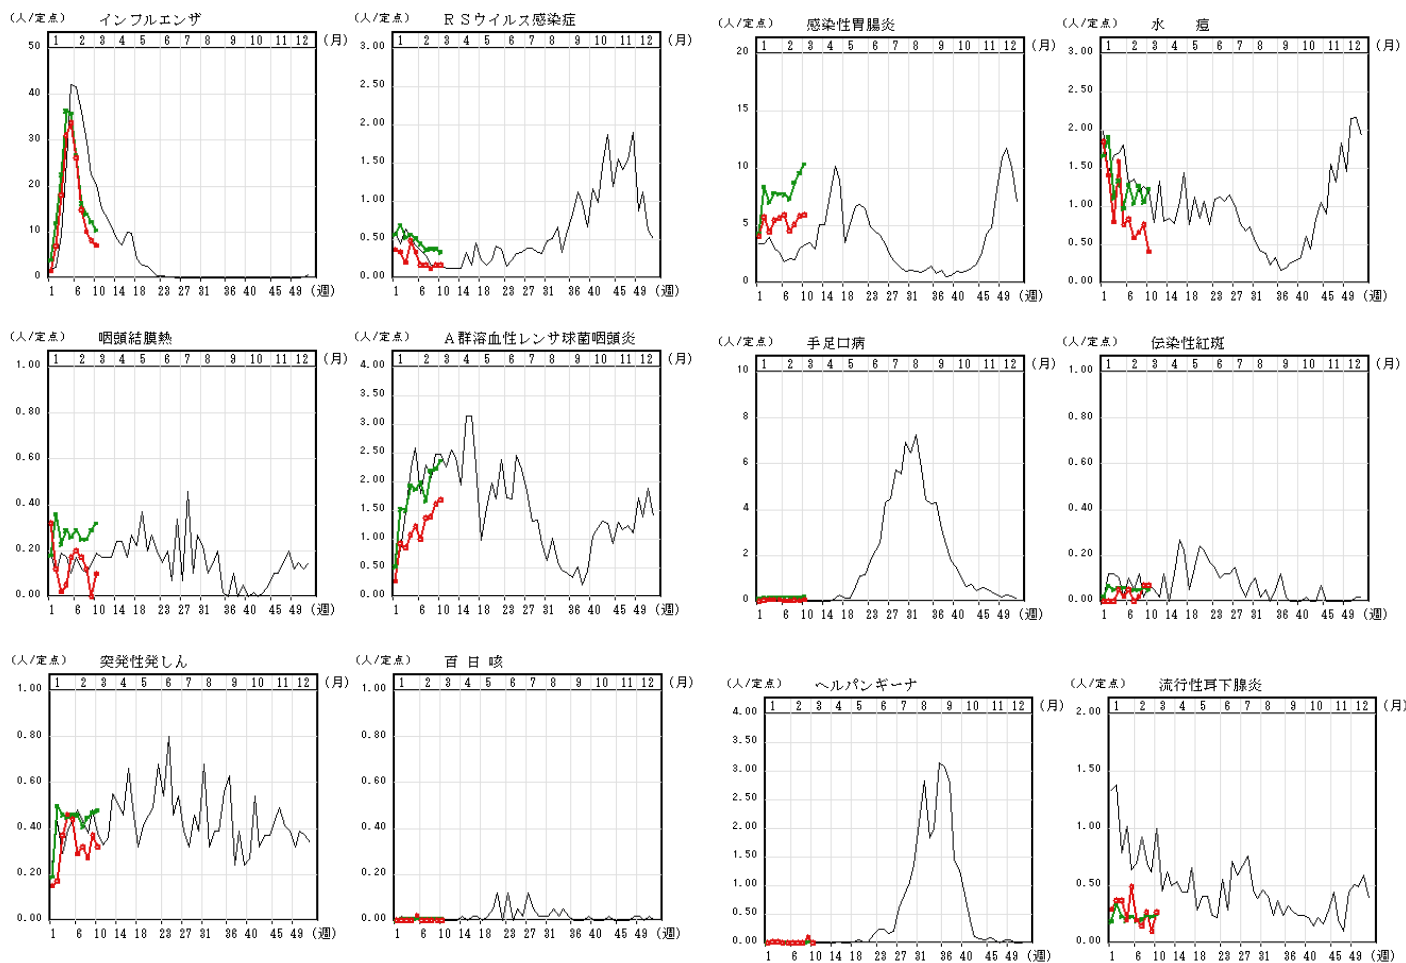 (人/定点) インフルエンザ
1 2 3 4 5 6 7 8 9 10 11 12 (月)
50
40
30
20
10
0
1 6 10 14 18 23 27 31 36 40 45 49 (週)
(人/定点) ＲＳウイルス感染症
1 2 3 4 5 6 7 8 9 10 11 12 (月)
3.00
2.50
2.00
1.50
1.00
0.50
0.00
1 6 10 14 18 23 27 31 36 40 45 49 (週)
(人/定点) 感染性胃腸炎
1 2 3 4 5 6 7 8 9 10 11 12 (月)
20
15
10
5
0
1 6 10 14 18 23 27 31 36 40 45 49 (週)
(人/定点) 水 痘
1 2 3 4 5 6 7 8 9 10 11 12 (月)
3.00
2.50
2.00
1.50
1.00
0.50
0.00
1 6 10 14 18 23 27 31 36 40 45 49 (週)
(人/定点) 咽頭結膜熱
1 2 3 4 5 6 7 8 9 10 11 12 (月)
1.00
0.80
0.60
0.40
0.20
0.00
1 6 10 14 18 23 27 31 36 40 45 49 (週)
(人/定点) Ａ群溶血性レンサ球菌咽頭炎
1 2 3 4 5 6 7 8 9 10 11 12 (月)
4.00
3.50
3.00
2.50
2.00
1.50
1.00
0.50
0.00
1 6 10 14 18 23 27 31 36 40 45 49 (週)
(人/定点) 手足口病
1 2 3 4 5 6 7 8 9 10 11 12 (月)
10
8
6
4
2
0
1 6 10 14 18 23 27 31 36 40 45 49 (週)
(人/定点) 伝染性紅斑
1 2 3 4 5 6 7 8 9 10 11 12 (月)
1.00
0.80
0.60
0.40
0.20
0.00
1 6 10 14 18 23 27 31 36 40 45 49 (週)
(人/定点) 突発性発しん
1 2 3 4 5 6 7 8 9 10 11 12 (月)
1.00
0.80
0.60
0.40
0.20
0.00
1 6 10 14 18 23 27 31 36 40 45 49 (週)
(人/定点) 百 日 咳
1 2 3 4 5 6 7 8 9 10 11 12 (月)
1.00
0.80
0.60
0.40
0.20
0.00
1 6 10 14 18 23 27 31 36 40 45 49 (週)
(人/定点) ヘルパンギーナ
1 2 3 4 5 6 7 8 9 10 11 12 (月)
4.00
3.50
3.00
2.50
2.00
1.50
1.00
0.50
0.00
1 6 10 14 18 23 27 31 36 40 45 49 (週)
(人/定点) 流行性耳下腺炎
1 2 3 4 5 6 7 8 9 10 11 12 (月)
2.00
1.50
1.00
0.50
0.00
1 6 10 14 18 23 27 31 36 40 45 49 (週)